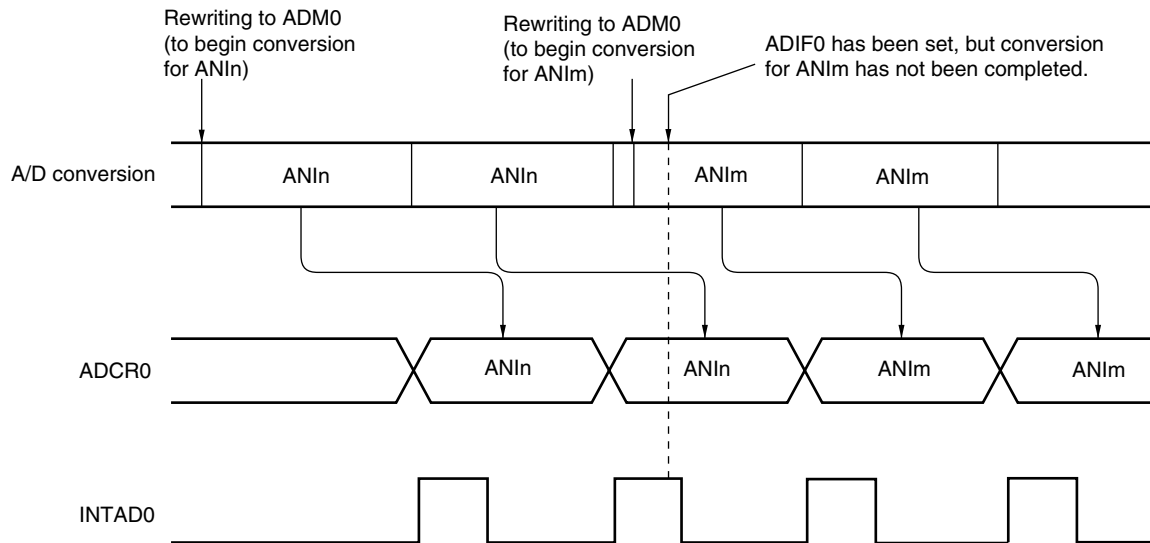 Rewriting to ADM0
(to begin conversion
for ANIn)
Rewriting to ADM0
(to begin conversion
for ANIm)
ADIF0 has been set, but conversion
for ANIm has not been completed.
A/D conversion
ANIn
ANIn
ANIm
ANIm
ADCR0
ANIn
ANIn
ANIm
ANIm
INTAD0